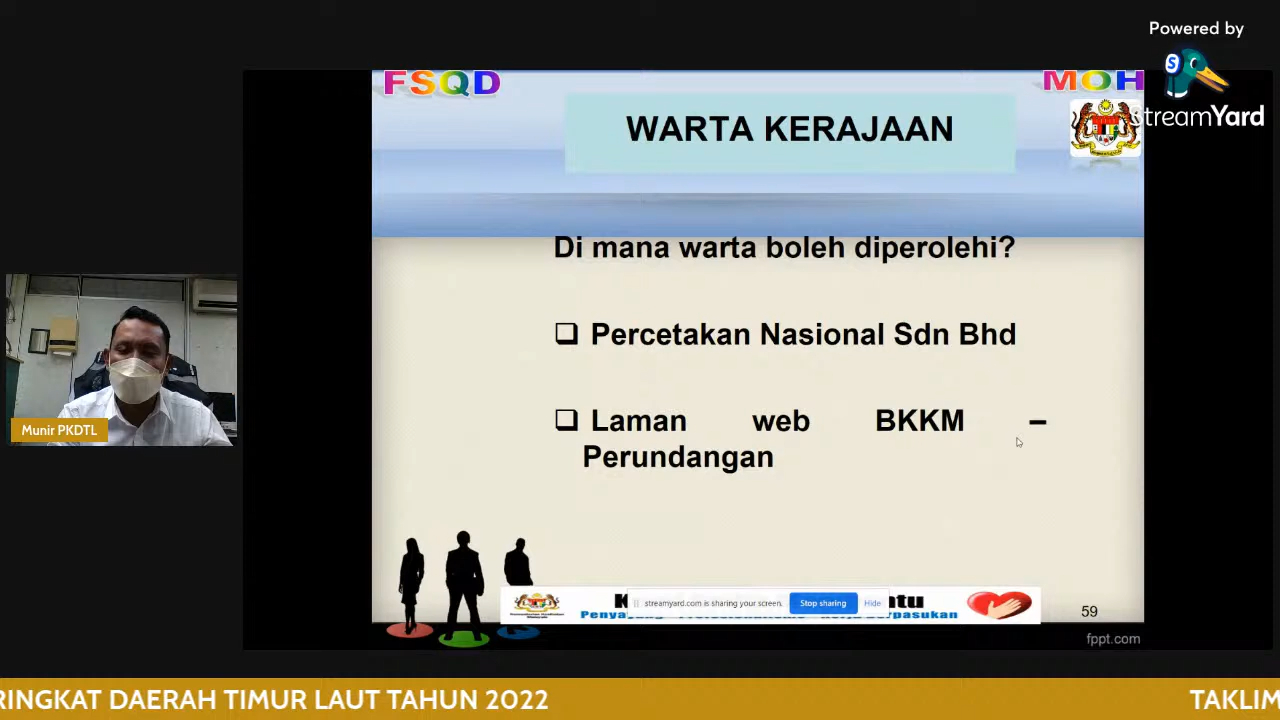 Powered by
StreamYard
FSQD
MOH
WARTA KERAJAAN
Di mana warta boleh diperolehi?
Percetakan Nasional Sdn Bhd
Laman web BKKM –
Perundangan
Munir PKDTL
streamyard.com is sharing your screen.
Stop sharing
Hide
59
fppt.com
RINGKAT DAERAH TIMUR LAUT TAHUN 2022
TAKLIM